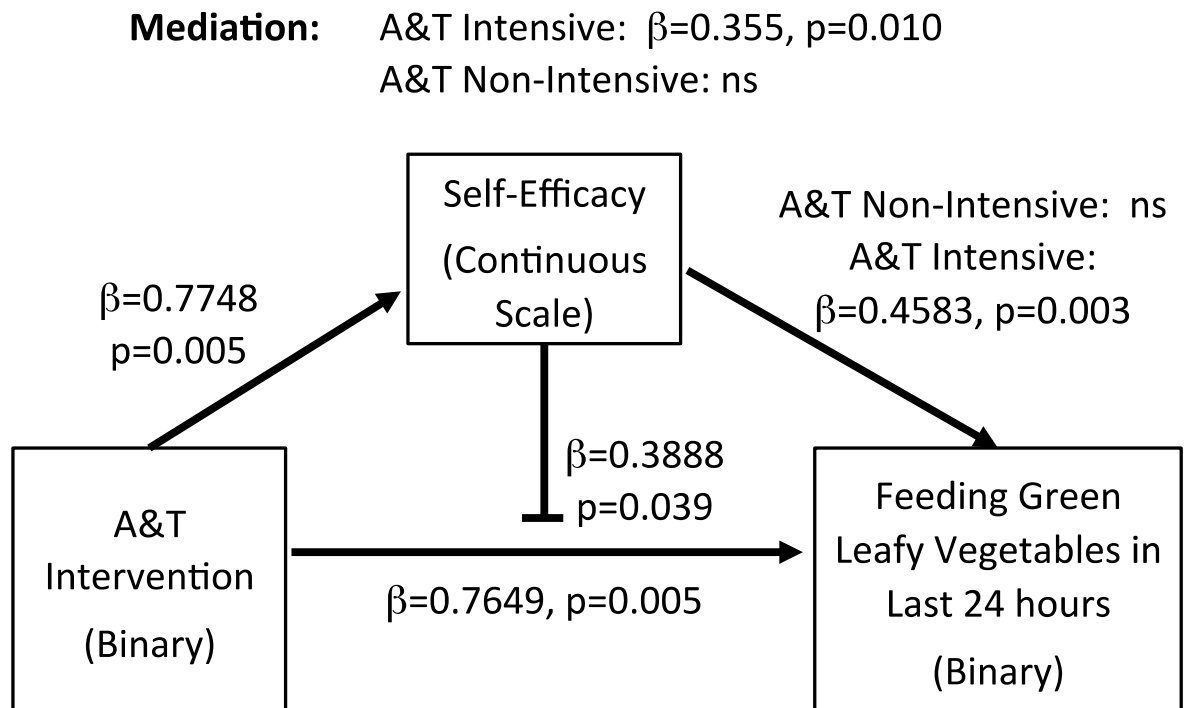 Mediation: A&T Intensive: β=0.355, p=0.010
A&T Non-Intensive: ns
Self-Efficacy
(Continuous
Scale)
A&T Non-Intensive: ns
A&T Intensive:
β=0.4583, p=0.003
β=0.7748
p=0.005
β=0.3888
p=0.039
A&T
Intervention
(Binary)
β=0.7649, p=0.005
Feeding Green
Leafy Vegetables in
Last 24 hours
(Binary)